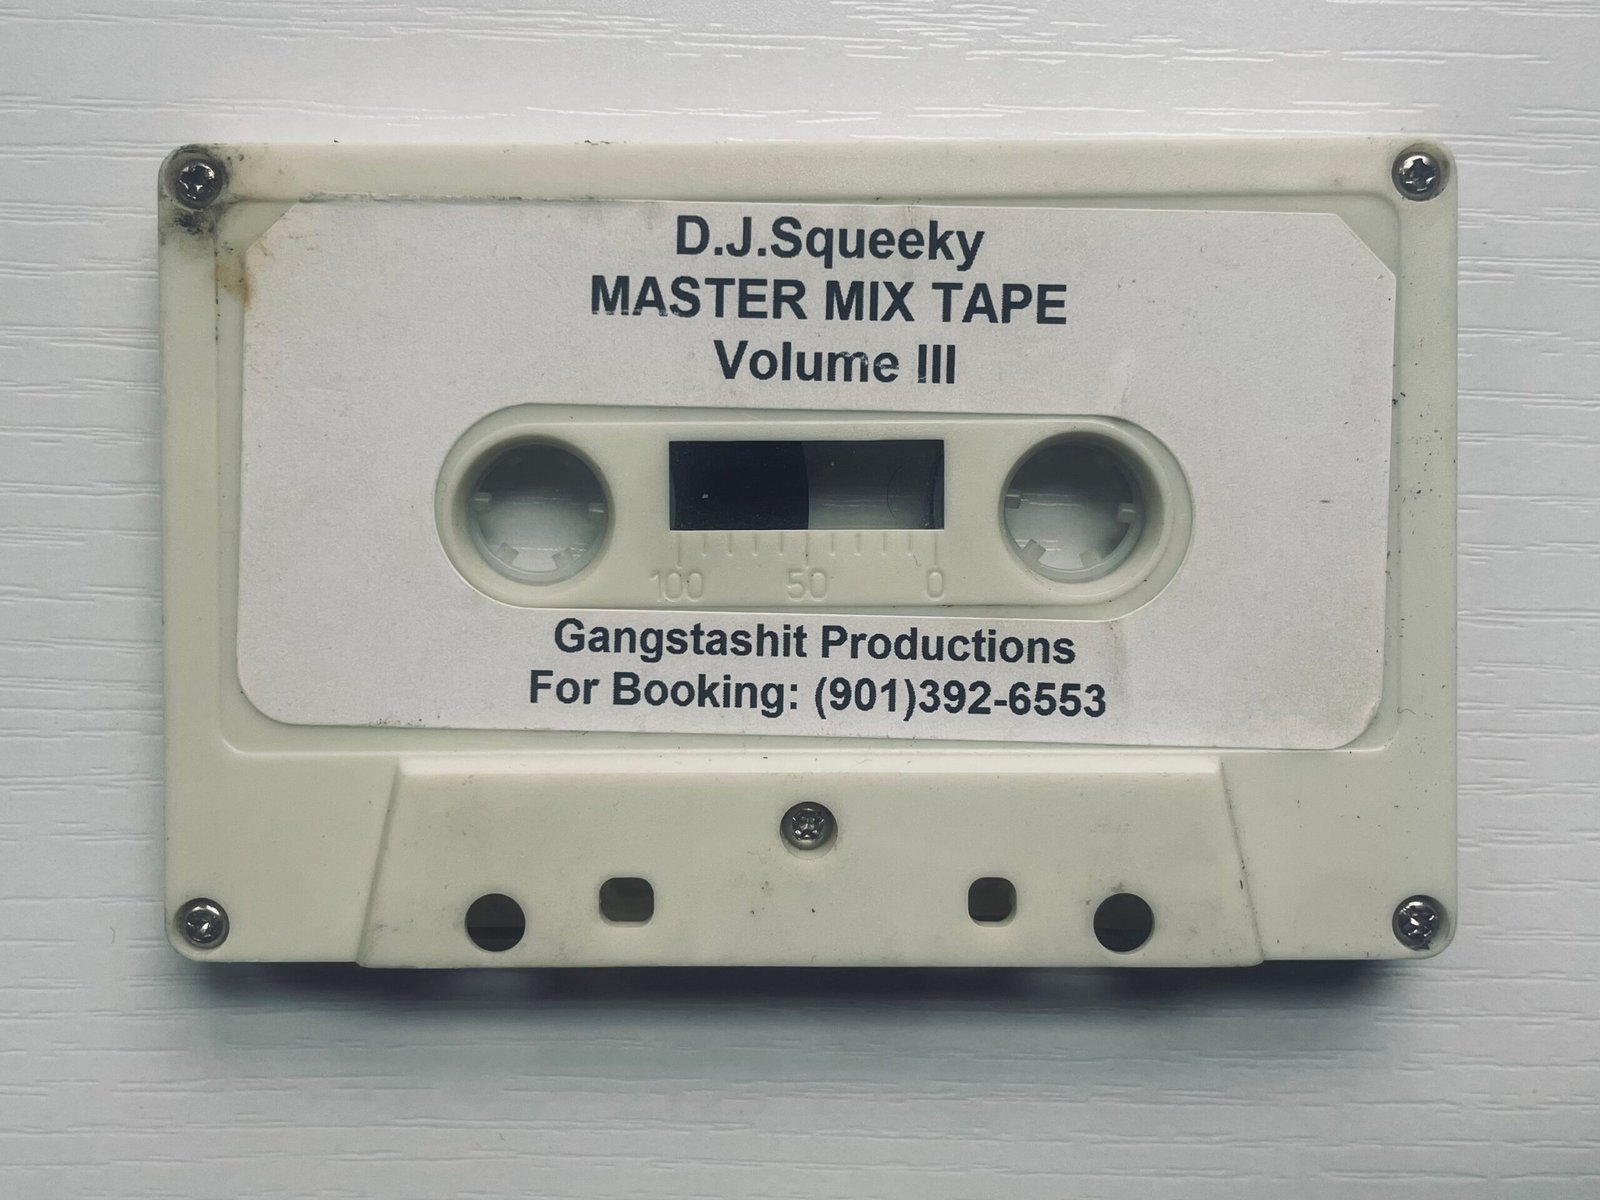 D.J.Squeeky
MASTER MIX TAPE
Volume III
100 50 0
Gangstashit Productions
For Booking: (901)392-6553